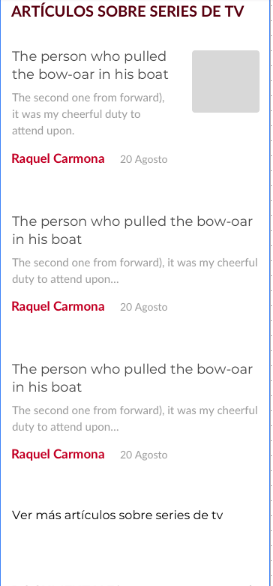 ARTÍCULOS SOBRE SERIES DE TV
The person who pulled
the bow-oar in his boat
The second one from forward),
it was my cheerful duty to
attend upon.
Raquel Carmona 20 Agosto
The person who pulled the bow-oar
in his boat
The second one from forward), it was my cheerful
duty to attend upon...
Raquel Carmona 20 Agosto
The person who pulled the bow-oar
in his boat
The second one from forward), it was my cheerful
duty to attend upon...
Raquel Carmona 20 Agosto
Ver más artículos sobre series de tv